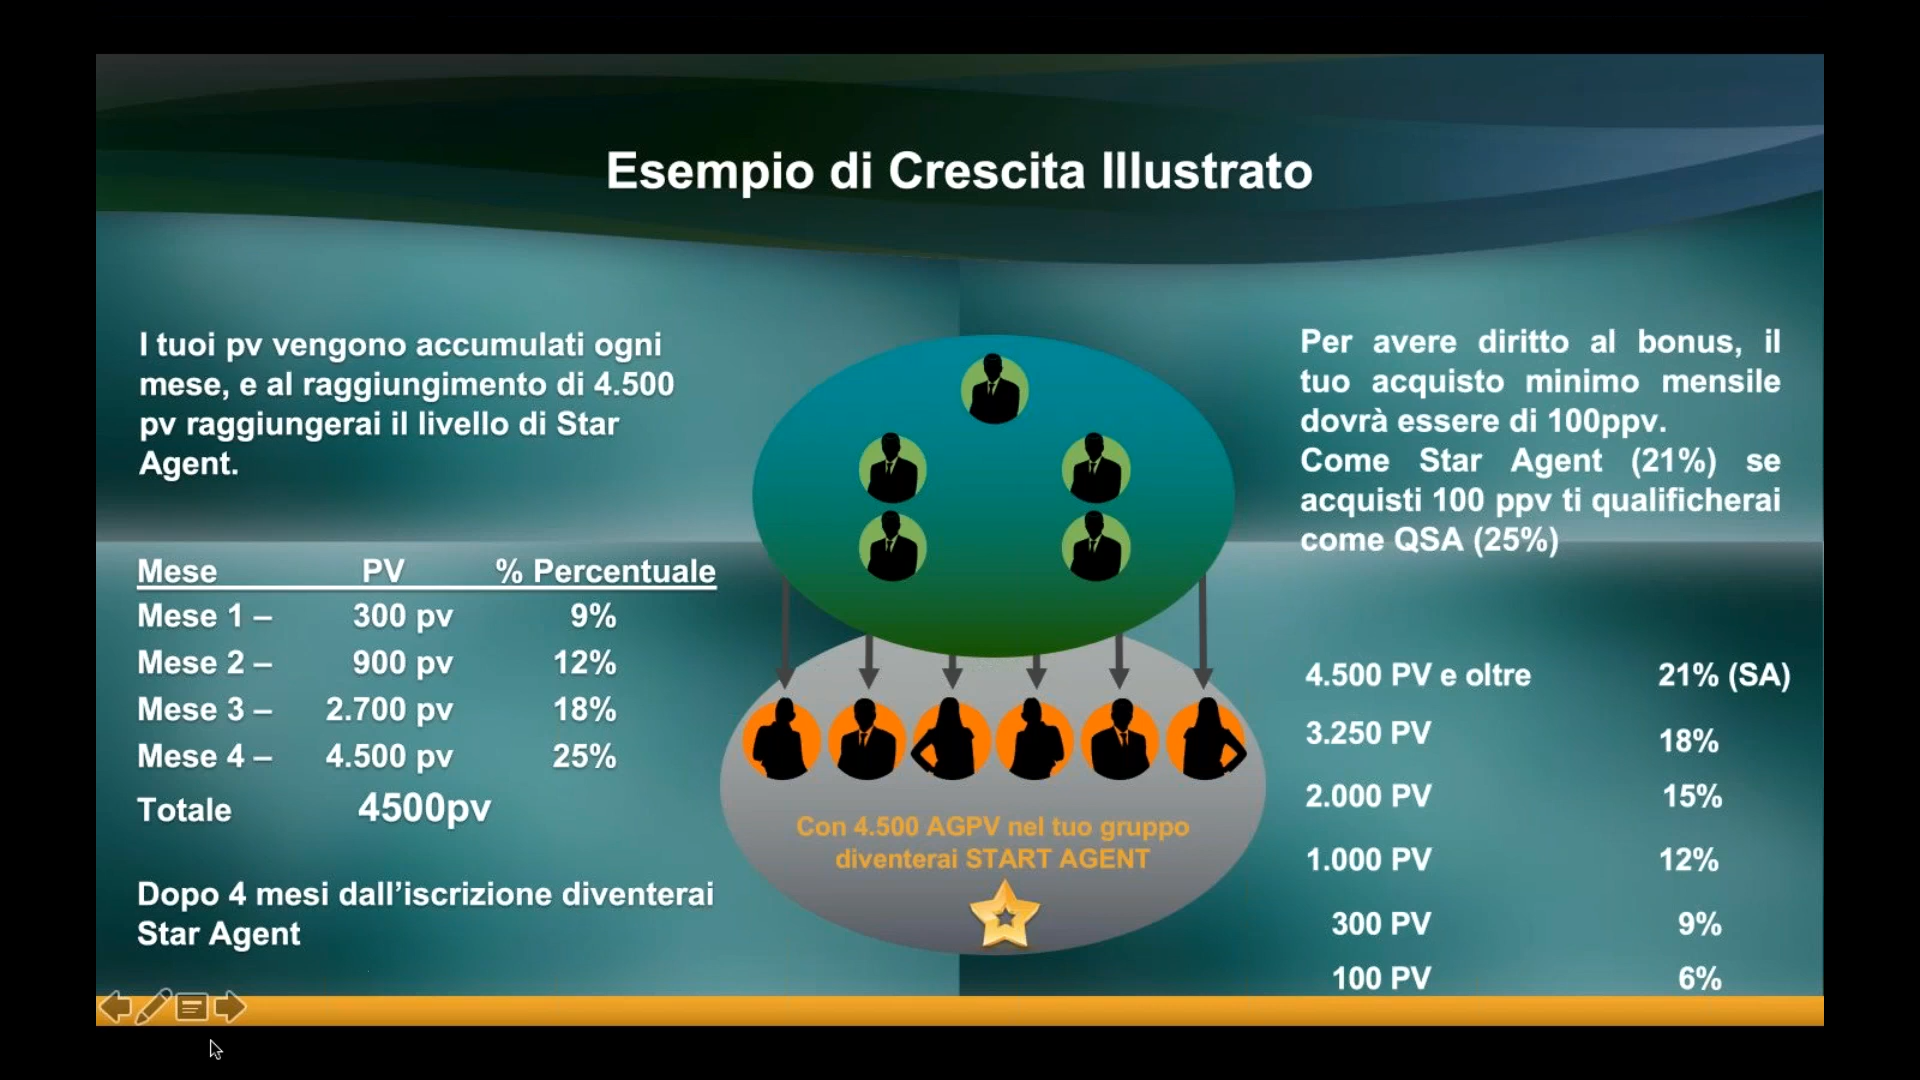 Esempio di Crescita Illustrato
I tuoi pv vengono accumulati ogni
mese, e al raggiungimento di 4.500
pv raggiungerai il livello di Star
Agent.
Mese PV % Percentuale
Mese 1 – 300 pv 9%
Mese 2 – 900 pv 12%
Mese 3 – 2.700 pv 18%
Mese 4 – 4.500 pv 25%
Totale 4500pv
Dopo 4 mesi dall’iscrizione diventerai
Star Agent
Con 4.500 AGPV nel tuo gruppo
diventerai START AGENT
Per avere diritto al bonus, il
tuo acquisto minimo mensile
dovrà essere di 100ppv.
Come Star Agent (21%) se
acquisti 100 ppv ti qualificherai
come QSA (25%)
4.500 PV e oltre 21% (SA)
3.250 PV 18%
2.000 PV 15%
1.000 PV 12%
300 PV 9%
100 PV 6%